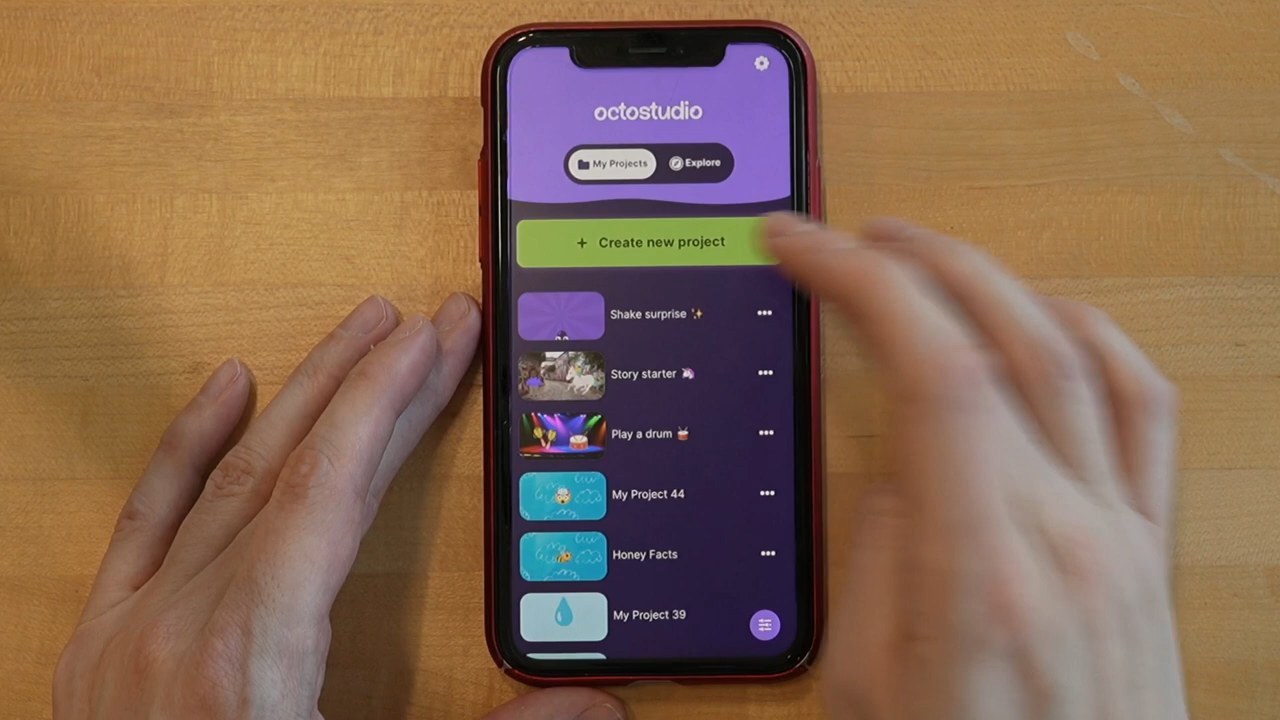 octostudio
My Projects
Explore
+ Create new project
Shake surprise ✨
Story starter 🦄
Play a drum 🥁
My Project 44
Honey Facts
My Project 39